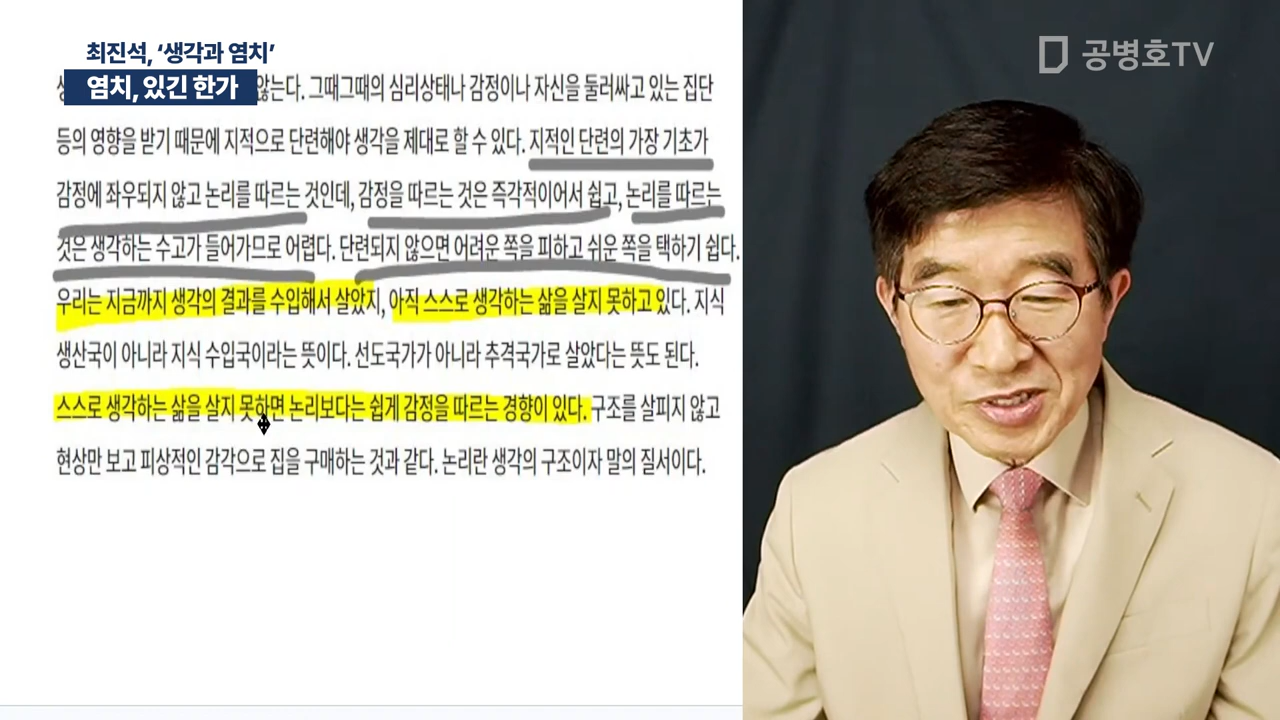 최진석, ‘생각과 염치’
염치, 있긴 한가
공병호TV
않는다. 그때그때의 심리상태나 감정이나 자신을 둘러싸고 있는 집단
등의 영향을 받기 때문에 지적으로 단련해야 생각을 제대로 할 수 있다. 지적인 단련의 가장 기초가
감정에 좌우되지 않고 논리를 따르는 것인데, 감정을 따르는 것은 즉각적이어서 쉽고, 논리를 따르는
것은 생각하는 수고가 들어가므로 어렵다. 단련되지 않으면 어려운 쪽을 피하고 쉬운 쪽을 택하기 쉽다.
우리는 지금까지 생각의 결과를 수입해서 살았지, 아직 스스로 생각하는 삶을 살지 못하고 있다. 지식
생산국이 아니라 지식 수입국이라는 뜻이다. 선도국가가 아니라 추격국가로 살았다는 뜻도 된다.
스스로 생각하는 삶을 살지 못하면 논리보다는 쉽게 감정을 따르는 경향이 있다. 구조를 살피지 않고
현상만 보고 피상적인 감각으로 집을 구매하는 것과 같다. 논리란 생각의 구조이자 말의 질서이다.